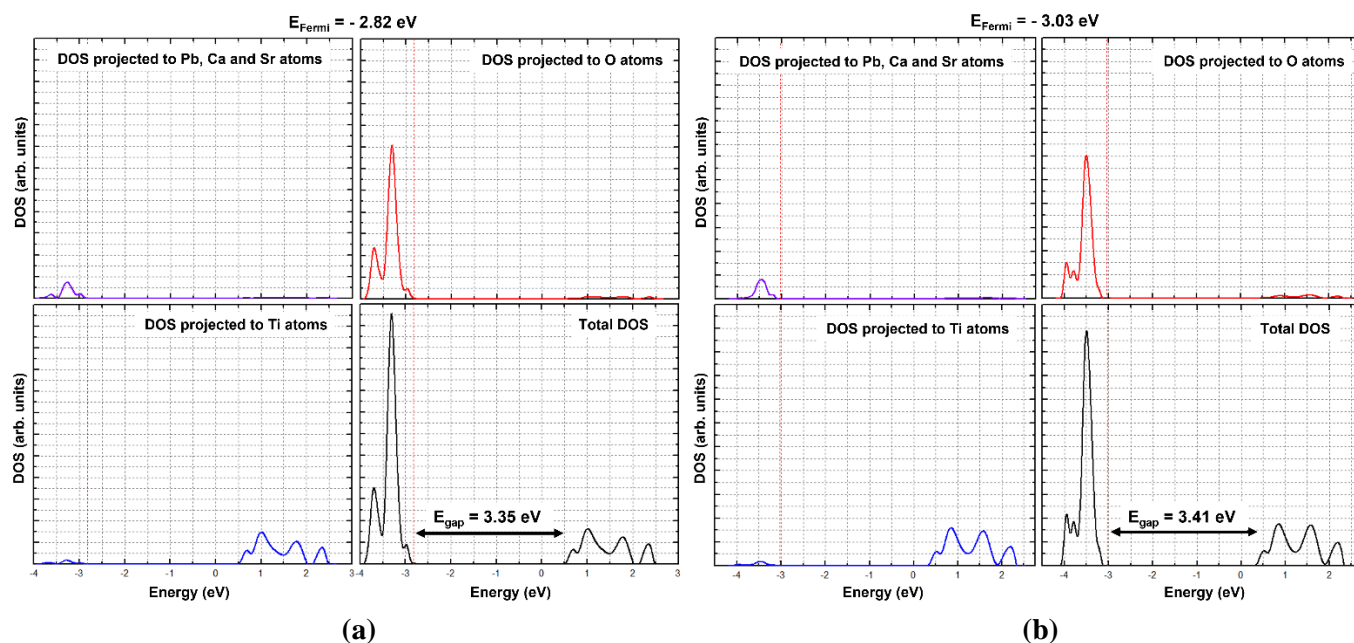 E_Fermi = - 2.82 eV
DOS projected to Pb, Ca and Sr atoms
DOS projected to O atoms
DOS (arb. units)
DOS projected to Ti atoms
Total DOS
E_gap = 3.35 eV
DOS (arb. units)
-4 -3 -2 -1 0 1 2 3
-4 -3 -2 -1 0 1 2 3
Energy (eV)
Energy (eV)
(a)
E_Fermi = - 3.03 eV
DOS projected to Pb, Ca and Sr atoms
DOS projected to O atoms
DOS (arb. units)
DOS projected to Ti atoms
Total DOS
E_gap = 3.41 eV
DOS (arb. units)
-4 -3 -2 -1 0 1 2
-4 -3 -2 -1 0 1 2
Energy (eV)
Energy (eV)
(b)